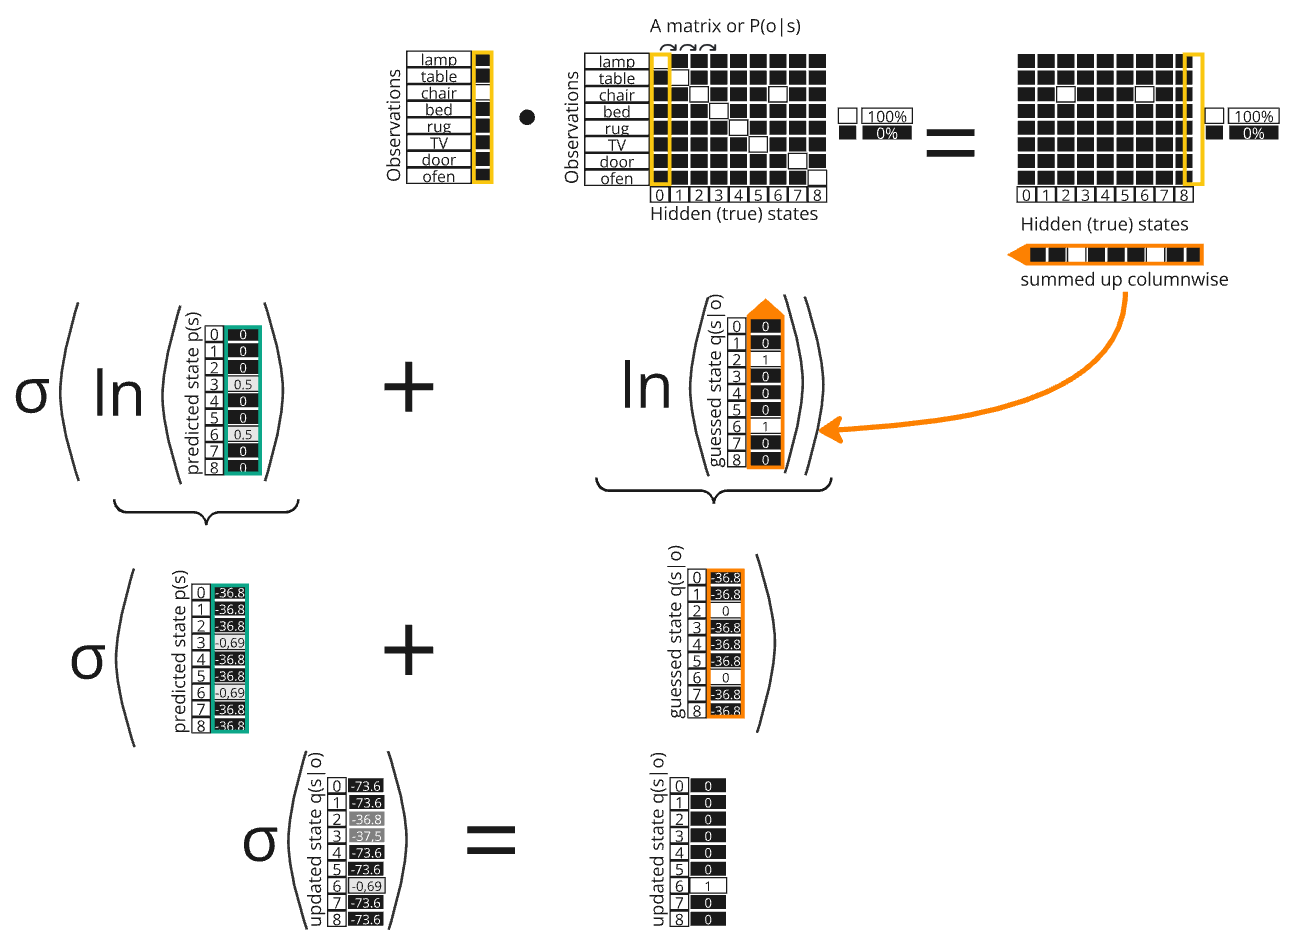 A matrix or P(o|s)
Observations
lamp
table
chair
bed
rug
TV
door
ofen
•
Observations
lamp
table
chair
bed
rug
TV
door
ofen
0 1 2 3 4 5 6 7 8
Hidden (true) states
100%
0%
=
0 1 2 3 4 5 6 7 8
Hidden (true) states
100%
0%
summed up columnwise
σ ( ln (
predicted state p(s)
0 0
1 0
2 0
3 0.5
4 0
5 0
6 0.5
7 0
8 0
)
+
ln (
guessed state q(s|o)
0 0
1 0
2 1
3 0
4 0
5 0
6 1
7 0
8 0
) )
σ (
predicted state p(s)
0 -36.8
1 -36.8
2 -36.8
3 -0,69
4 -36.8
5 -36.8
6 -0,69
7 -36.8
8 -36.8
+
guessed state q(s|o)
0 -36.8
1 -36.8
2 0
3 -36.8
4 -36.8
5 -36.8
6 0
7 -36.8
8 -36.8
)
σ (
updated state q(s|o)
0 -73.6
1 -73.6
2 -36.8
3 -37,5
4 -73.6
5 -73.6
6 -0,69
7 -73.6
8 -73.6
)
=
updated state q(s|o)
0 0
1 0
2 0
3 0
4 0
5 0
6 1
7 0
8 0